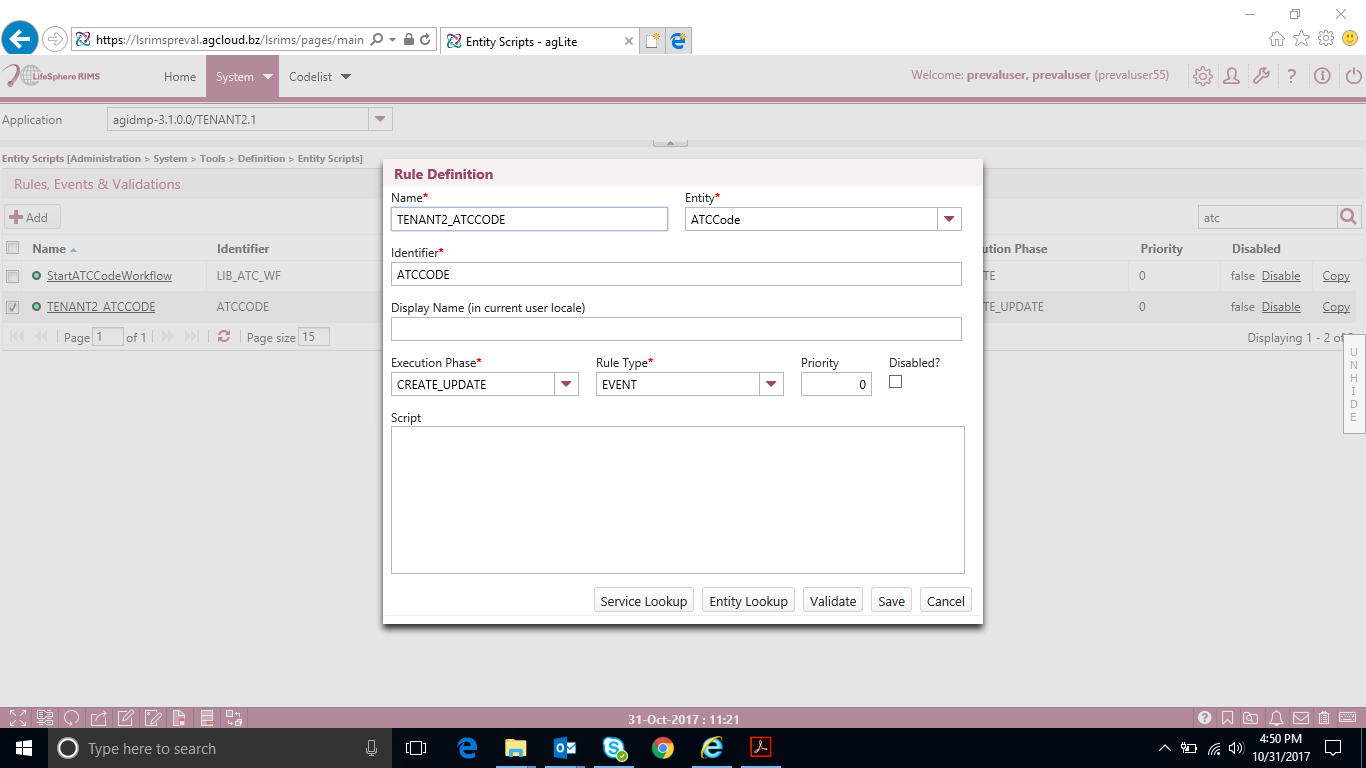 https://lsrimspreval.agcloud.bz/lsrims/pages/main
Entity Scripts - agLite
LifeSphere RIMS
Home
System
Codelist
Welcome: prevaluser, prevaluser (prevaluser55)
Application
agidmp-3.1.0.0/TENANT2.1
Entity Scripts [Administration > System > Tools > Definition > Entity Scripts]
Rules, Events & Validations
Add
atc
Name
Identifier
ution Phase
Priority
Disabled
StartATCCodeWorkflow
LIB_ATC_WF
TE
0
false Disable
Copy
TENANT2_ATCCODE
ATCCODE
E_UPDATE
0
false Disable
Copy
Page 1 of 1
Page size 15
Displaying 1 - 2 of
UNHIDE
Rule Definition
Name*
Entity*
TENANT2_ATCCODE
ATCCode
Identifier*
ATCCODE
Display Name (in current user locale)
Execution Phase*
Rule Type*
Priority
Disabled?
CREATE_UPDATE
EVENT
0
Script
Service Lookup
Entity Lookup
Validate
Save
Cancel
31-Oct-2017 : 11:21
Type here to search
4:50 PM
10/31/2017